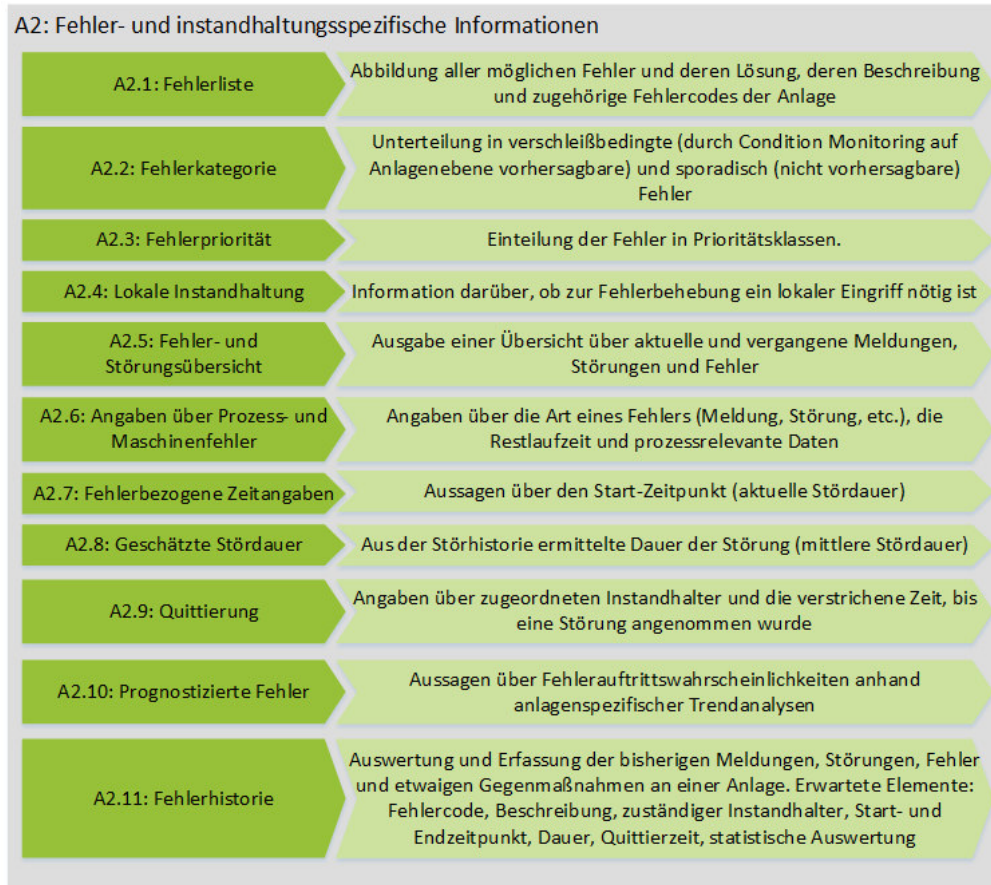 A2: Fehler- und instandhaltungsspezifische Informationen
A2.1: Fehlerliste
Abbildung aller möglichen Fehler und deren Lösung, deren Beschreibung
und zugehörige Fehlercodes der Anlage
A2.2: Fehlerkategorie
Unterteilung in verschleißbedingte (durch Condition Monitoring auf
Anlagenebene vorhersagbare) und sporadisch (nicht vorhersagbare)
Fehler
A2.3: Fehlerpriorität
Einteilung der Fehler in Prioritätsklassen.
A2.4: Lokale Instandhaltung
Information darüber, ob zur Fehlerbehebung ein lokaler Eingriff nötig ist
A2.5: Fehler- und
Störungsübersicht
Ausgabe einer Übersicht über aktuelle und vergangene Meldungen,
Störungen und Fehler
A2.6: Angaben über Prozess- und
Maschinenfehler
Angaben über die Art eines Fehlers (Meldung, Störung, etc.), die
Restlaufzeit und prozessrelevante Daten
A2.7: Fehlerbezogene Zeitangaben
Aussagen über den Start-Zeitpunkt (aktuelle Stördauer)
A2.8: Geschätzte Stördauer
Aus der Störhistorie ermittelte Dauer der Störung (mittlere Stördauer)
A2.9: Quittierung
Angaben über zugeordneten Instandhalter und die verstrichene Zeit, bis
eine Störung angenommen wurde
A2.10: Prognostizierte Fehler
Aussagen über Fehlerauftrittswahrscheinlichkeiten anhand
anlagenspezifischer Trendanalysen
A2.11: Fehlerhistorie
Auswertung und Erfassung der bisherigen Meldungen, Störungen, Fehler
und etwaigen Gegenmaßnahmen an einer Anlage. Erwartete Elemente:
Fehlercode, Beschreibung, zuständiger Instandhalter, Start- und
Endzeitpunkt, Dauer, Quittierzeit, statistische Auswertung